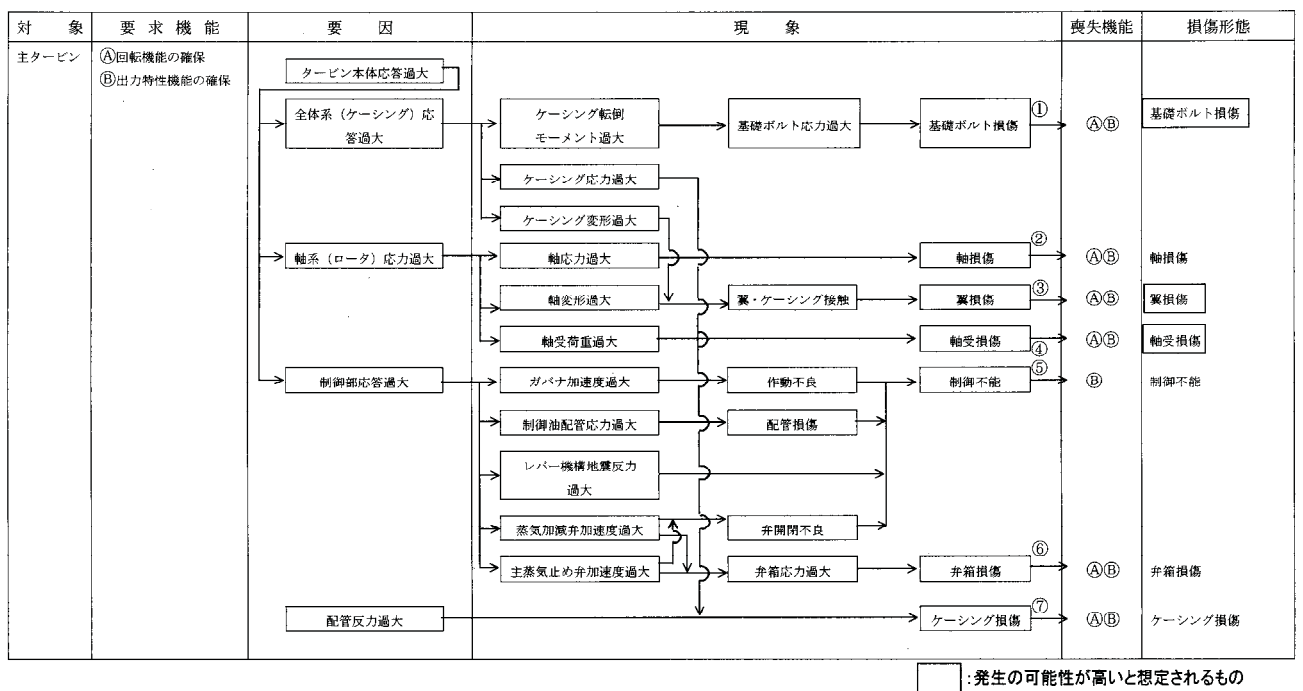 対 象
要 求 機 能
要 因
現 象
喪失機能
損傷形態
主タービン
Ⓐ回転機能の確保
Ⓑ出力特性機能の確保
タービン本体応答過大
全体系（ケーシング）応
答過大
ケーシング転倒
モーメント過大
基礎ボルト応力過大
基礎ボルト損傷
①
ⒶⒷ
基礎ボルト損傷
ケーシング応力過大
ケーシング変形過大
軸系（ロータ）応力過大
軸応力過大
軸損傷
②
ⒶⒷ
軸損傷
軸変形過大
翼・ケーシング接触
翼損傷
③
ⒶⒷ
翼損傷
軸受荷重過大
軸受損傷
④
ⒶⒷ
軸受損傷
制御部応答過大
ガバナ加速度過大
作動不良
制御不能
⑤
Ⓑ
制御不能
制御油配管応力過大
配管損傷
レバー機構地震反力
過大
蒸気加減弁加速度過大
弁開閉不良
主蒸気止め弁加速度過大
弁箱応力過大
弁箱損傷
⑥
ⒶⒷ
弁箱損傷
配管反力過大
ケーシング損傷
⑦
ⒶⒷ
ケーシング損傷
:発生の可能性が高いと想定されるもの